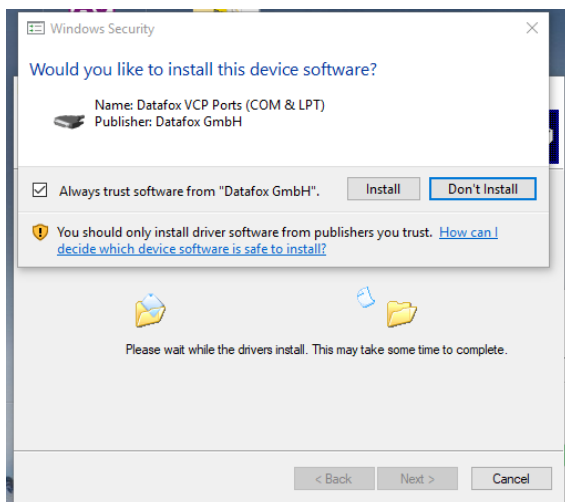 Windows Security
Would you like to install this device software?
Name: Datafox VCP Ports (COM & LPT)
Publisher: Datafox GmbH
Always trust software from "Datafox GmbH".
Install
Don't Install
You should only install driver software from publishers you trust. How can I
decide which device software is safe to install?
Please wait while the drivers install. This may take some time to complete.
< Back
Next >
Cancel